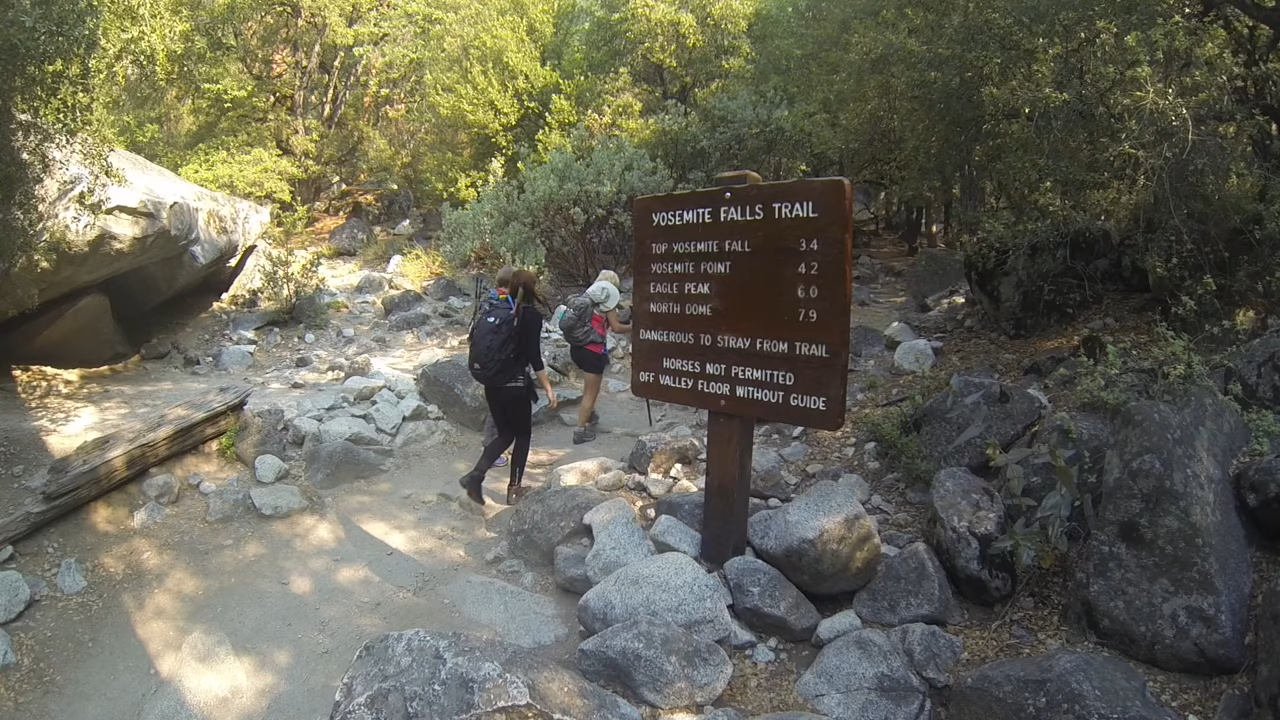 YOSEMITE FALLS TRAIL
TOP YOSEMITE FALL 3.4
YOSEMITE POINT 4.2
EAGLE PEAK 6.0
NORTH DOME 7.9
DANGEROUS TO STRAY FROM TRAIL
HORSES NOT PERMITTED
OFF VALLEY FLOOR WITHOUT GUIDE